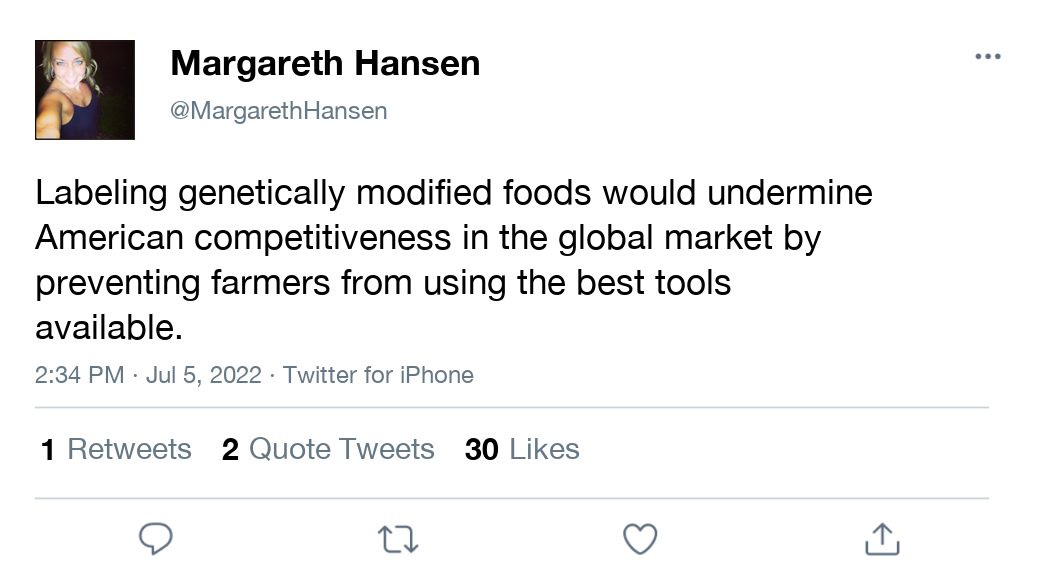 Margareth Hansen
@MargarethHansen
Labeling genetically modified foods would undermine
American competitiveness in the global market by
preventing farmers from using the best tools
available.
2:34 PM · Jul 5, 2022 · Twitter for iPhone
1 Retweets 2 Quote Tweets 30 Likes